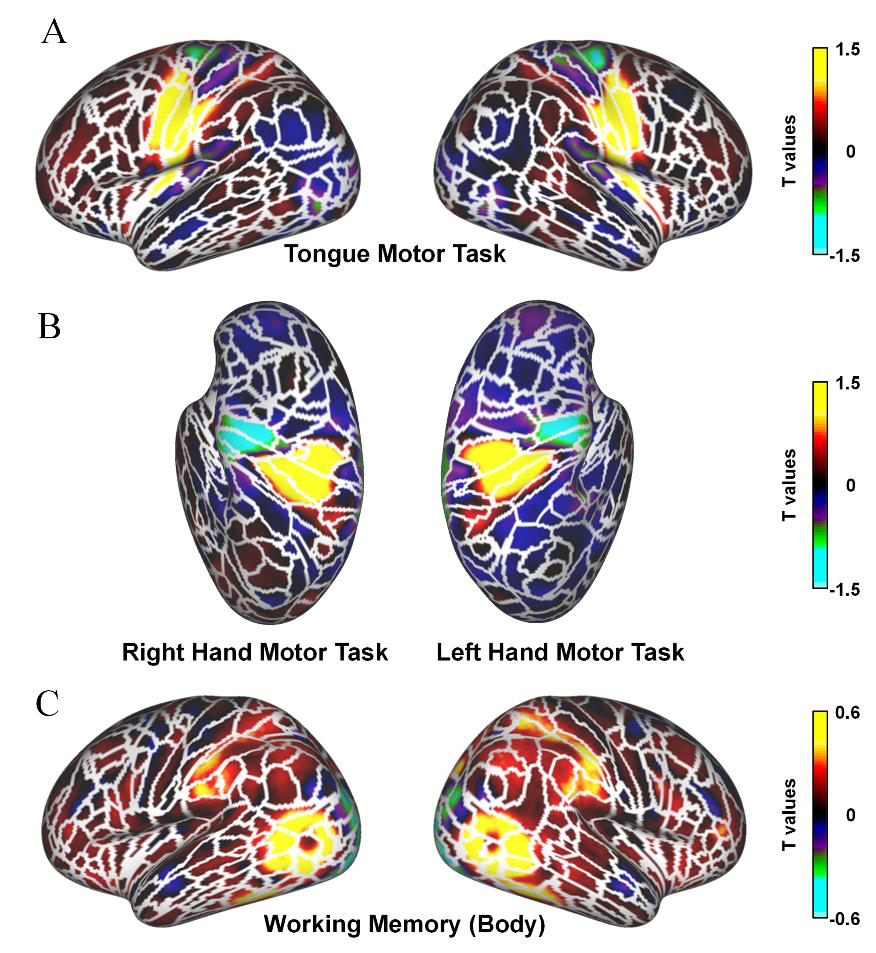 A
1.5
T values
0
-1.5
Tongue Motor Task
B
1.5
T values
0
-1.5
Right Hand Motor Task
Left Hand Motor Task
C
0.6
T values
0
-0.6
Working Memory (Body)